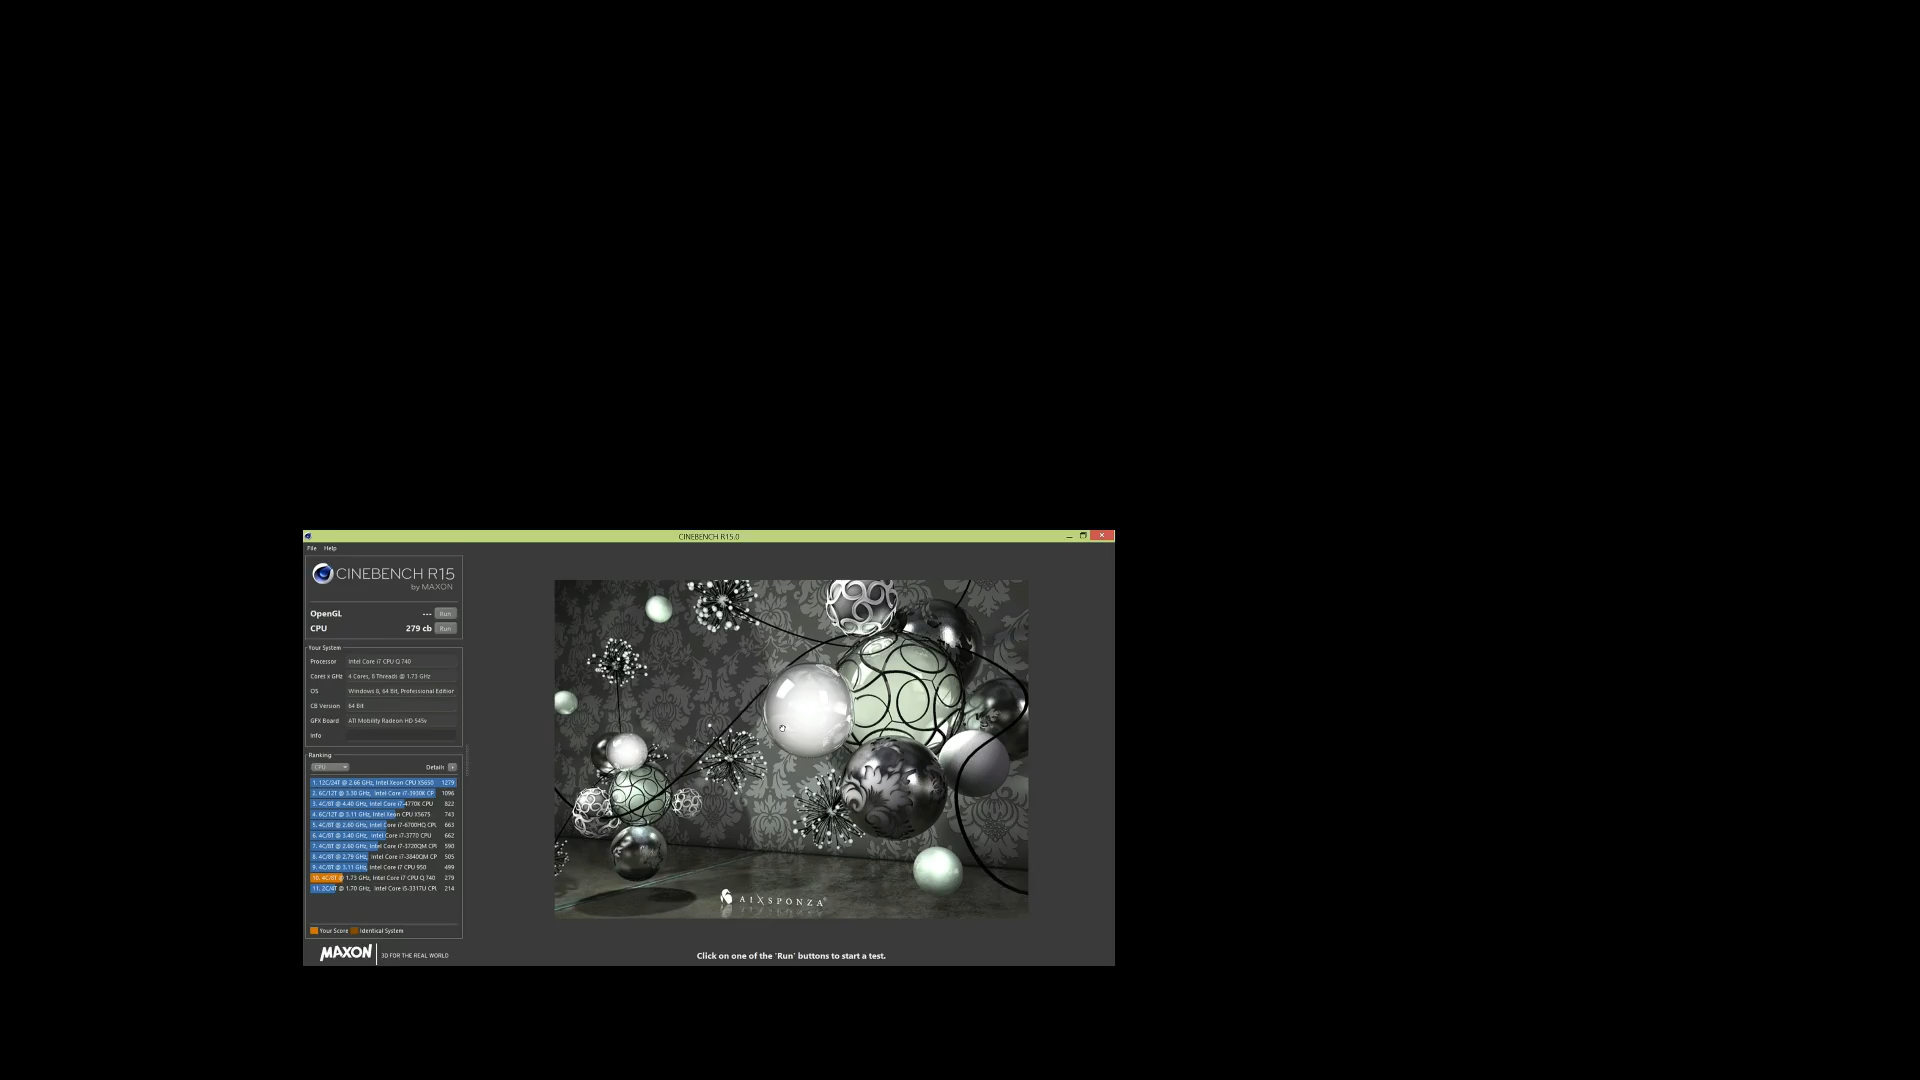 CINEBENCH R15.0
File Help
CINEBENCH R15
by MAXON
OpenGL --- Run
CPU 279 cb Run
Your System
Processor Intel Core i7 CPU Q 740
Cores x GHz 4 Cores, 8 Threads @ 1.73 GHz
OS Windows 8, 64 Bit, Professional Edition
CB Version 64 Bit
GFX Board ATI Mobility Radeon HD 545v
Info
Ranking
CPU Details
1. 12C/24T @ 2.66 GHz, Intel Xeon CPU X5650 1279
2. 6C/12T @ 3.30 GHz, Intel Core i7-3930K CP 1096
3. 4C/8T @ 4.40 GHz, Intel Core i7-4770K CPU 822
4. 6C/12T @ 3.11 GHz, Intel Xeon CPU X5675 743
5. 4C/8T @ 2.60 GHz, Intel Core i7-6700HQ CPU 663
6. 4C/8T @ 3.40 GHz, Intel Core i7-3770 CPU 662
7. 4C/8T @ 2.60 GHz, Intel Core i7-3720QM CPU 590
8. 4C/8T @ 2.79 GHz, Intel Core i7-3840QM CP 505
9. 4C/8T @ 3.11 GHz, Intel Core i7 CPU 950 499
10. 4C/8T @ 1.73 GHz, Intel Core i7 CPU Q 740 279
11. 2C/4T @ 1.70 GHz, Intel Core i5-3317U CPU 214
Your Score Identical System
MAXON 3D FOR THE REAL WORLD
AIXSPONZA
Click on one of the 'Run' buttons to start a test.